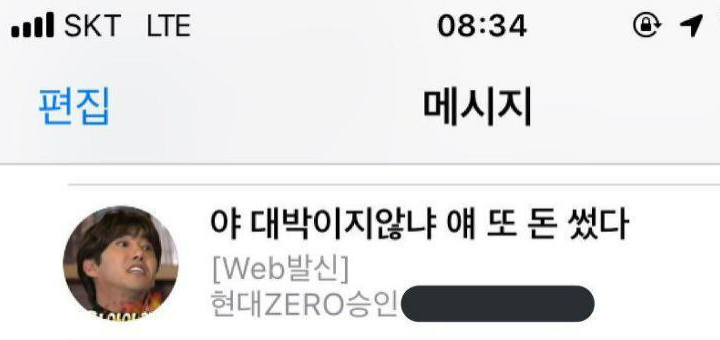 SKT LTE 08:34
편집 메시지
야 대박이지않냐 얘 또 돈 썼다
[Web발신]
현대ZERO승인